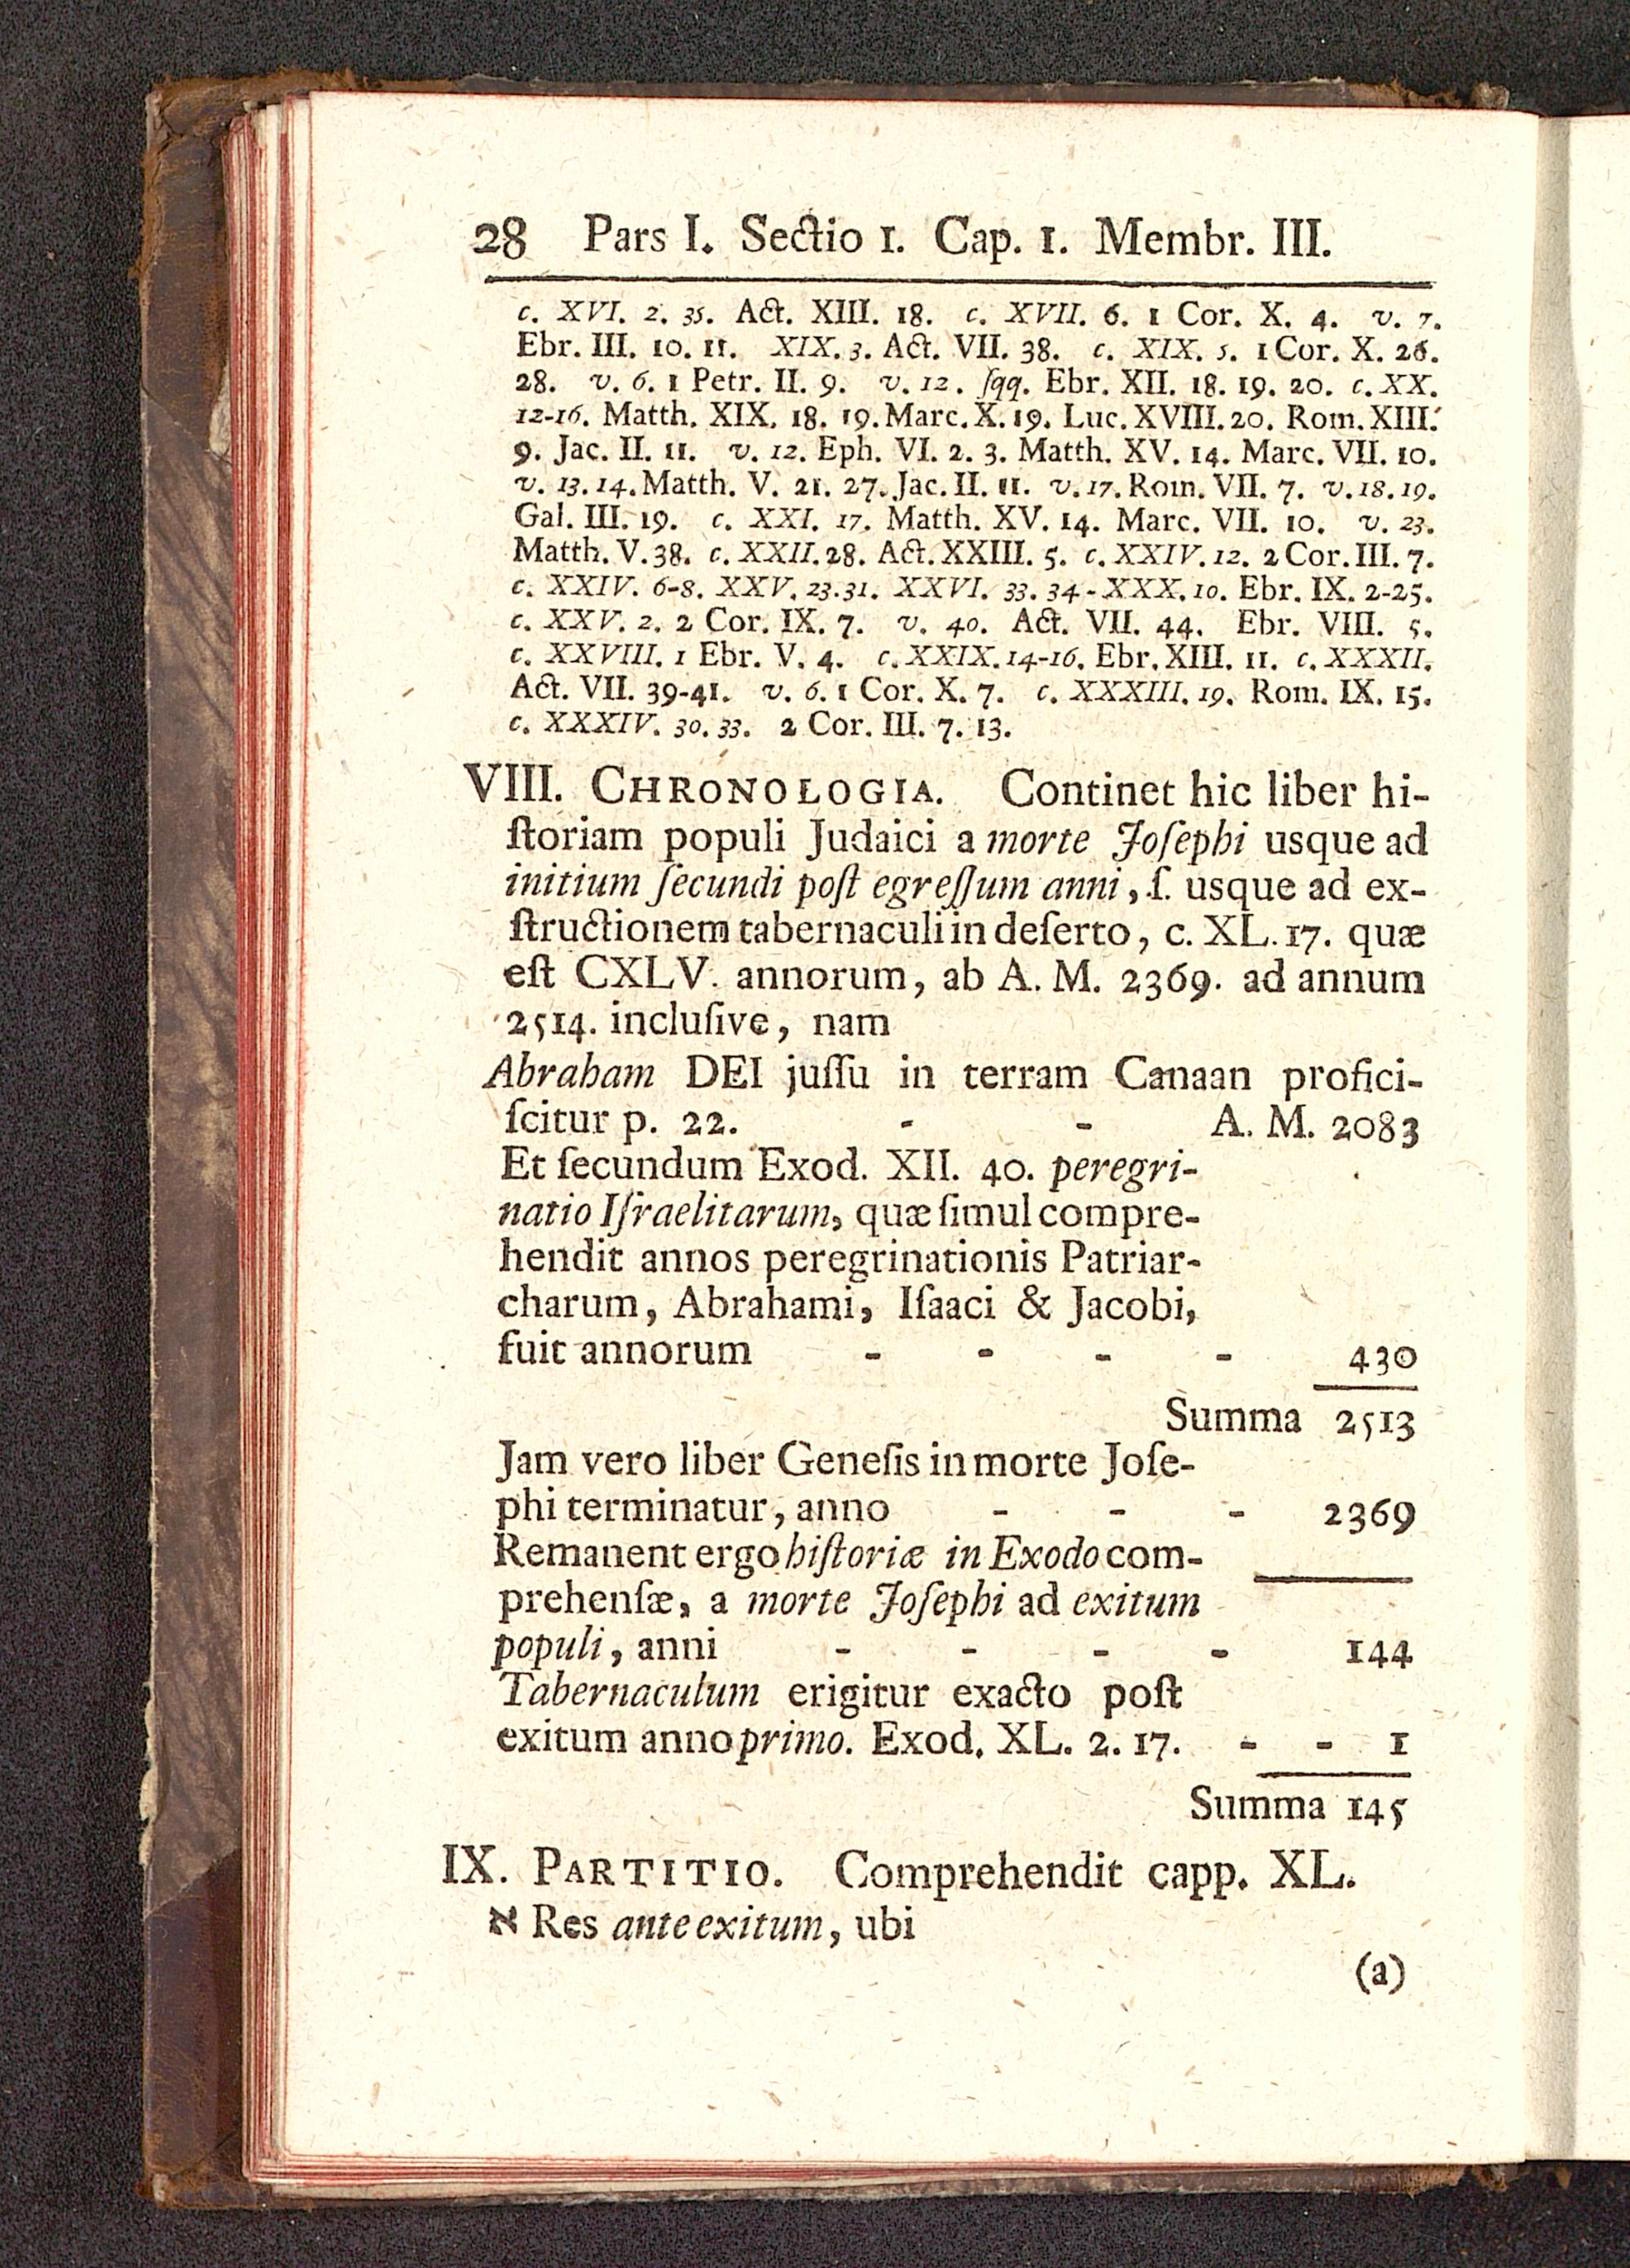 28 Pars I. Sectio 1. Cap. 1. Membr. III.
c. XVI. 2. 35. Act. XIII. 18. c. XVII. 6. 1 Cor. X. 4. v. 7.
Ebr. III. 10. 11. XIX. 3. Act. VII. 38. c. XIX. 5. 1 Cor. X. 26.
28. v. 6. 1 Petr. II. 9. v. 12. ſqq. Ebr. XII. 18. 19. 20. c. XX.
12-16. Matth. XIX. 18. 19. Marc. X. 19. Luc. XVIII. 20. Rom. XIII.
9. Jac. II. 11. v. 12. Eph. VI. 2. 3. Matth. XV. 14. Marc. VII. 10.
v. 13. 14. Matth. V. 21. 27. Jac. II. 11. v. 17. Rom. VII. 7. v. 18. 19.
Gal. III. 19. c. XXI. 17. Matth. XV. 14. Marc. VII. 10. v. 23.
Matth. V. 38. c. XXII. 28. Act. XXIII. 5. c. XXIV. 12. 2 Cor. III. 7.
c. XXIV. 6-8. XXV. 23. 31. XXVI. 33. 34-XXX. 10. Ebr. IX. 2-25.
c. XXV. 2. 2 Cor. IX. 7. v. 40. Act. VII. 44. Ebr. VIII. 5.
c. XXVIII. 1 Ebr. V. 4. c. XXIX. 14-16. Ebr. XIII. 11. c. XXXII.
Act. VII. 39-41. v. 6. 1 Cor. X. 7. c. XXXIII. 19. Rom. IX. 15.
c. XXXIV. 30. 33. 2 Cor. III. 7. 13.
VIII. CHRONOLOGIA. Continet hic liber hi-
ſtoriam populi Judaici a morte Joſephi usque ad
initium ſecundi poſt egreſſum anni, ſ. usque ad ex-
ſtructionem tabernaculi in deſerto, c. XL. 17. quæ
eſt CXLV. annorum, ab A. M. 2369. ad annum
2514. incluſive, nam
Abraham DEI juſſu in terram Canaan profici-
ſcitur p. 22. - - A. M. 2083
Et ſecundum Exod. XII. 40. peregri-
natio Iſraelitarum, quæ ſimul compre-
hendit annos peregrinationis Patriar-
charum, Abrahami, Iſaaci & Jacobi,
fuit annorum - - - - 430
Summa 2513
Jam vero liber Geneſis in morte Joſe-
phi terminatur, anno - - - 2369
Remanent ergo hiſtoriæ in Exodo com-
prehenſæ, a morte Joſephi ad exitum
populi, anni - - - - 144
Tabernaculum erigitur exacto poſt
exitum anno primo. Exod. XL. 2. 17. - - 1
Summa 145
IX. PARTITIO. Comprehendit capp. XL.
א Res ante exitum, ubi
(a)